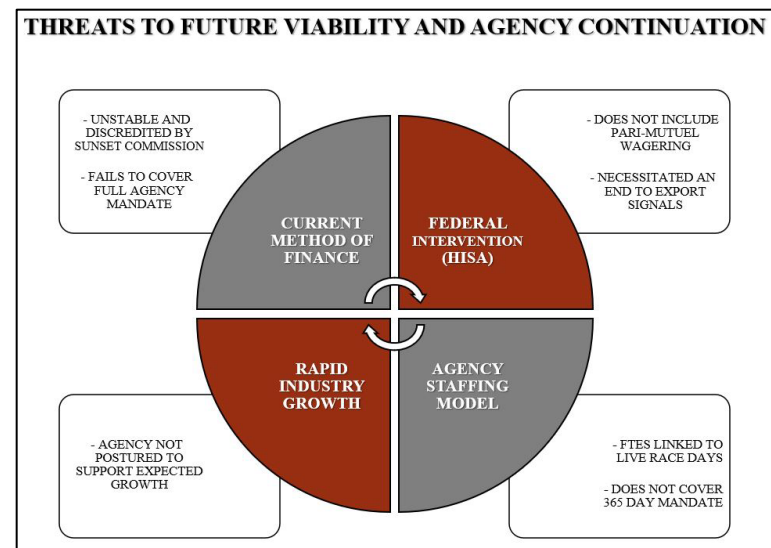 THREATS TO FUTURE VIABILITY AND AGENCY CONTINUATION
- UNSTABLE AND
DISCREDITED BY
SUNSET COMMISSION
- FAILS TO COVER
FULL AGENCY
MANDATE
- DOES NOT INCLUDE
PARI-MUTUEL
WAGERING
- NECESSITATED AN
END TO EXPORT
SIGNALS
CURRENT
METHOD OF
FINANCE
FEDERAL
INTERVENTION
(HISA)
RAPID
INDUSTRY
GROWTH
AGENCY
STAFFING
MODEL
- AGENCY NOT
POSTURED TO
SUPPORT EXPECTED
GROWTH
- FTES LINKED TO
LIVE RACE DAYS
- DOES NOT COVER
365 DAY MANDATE